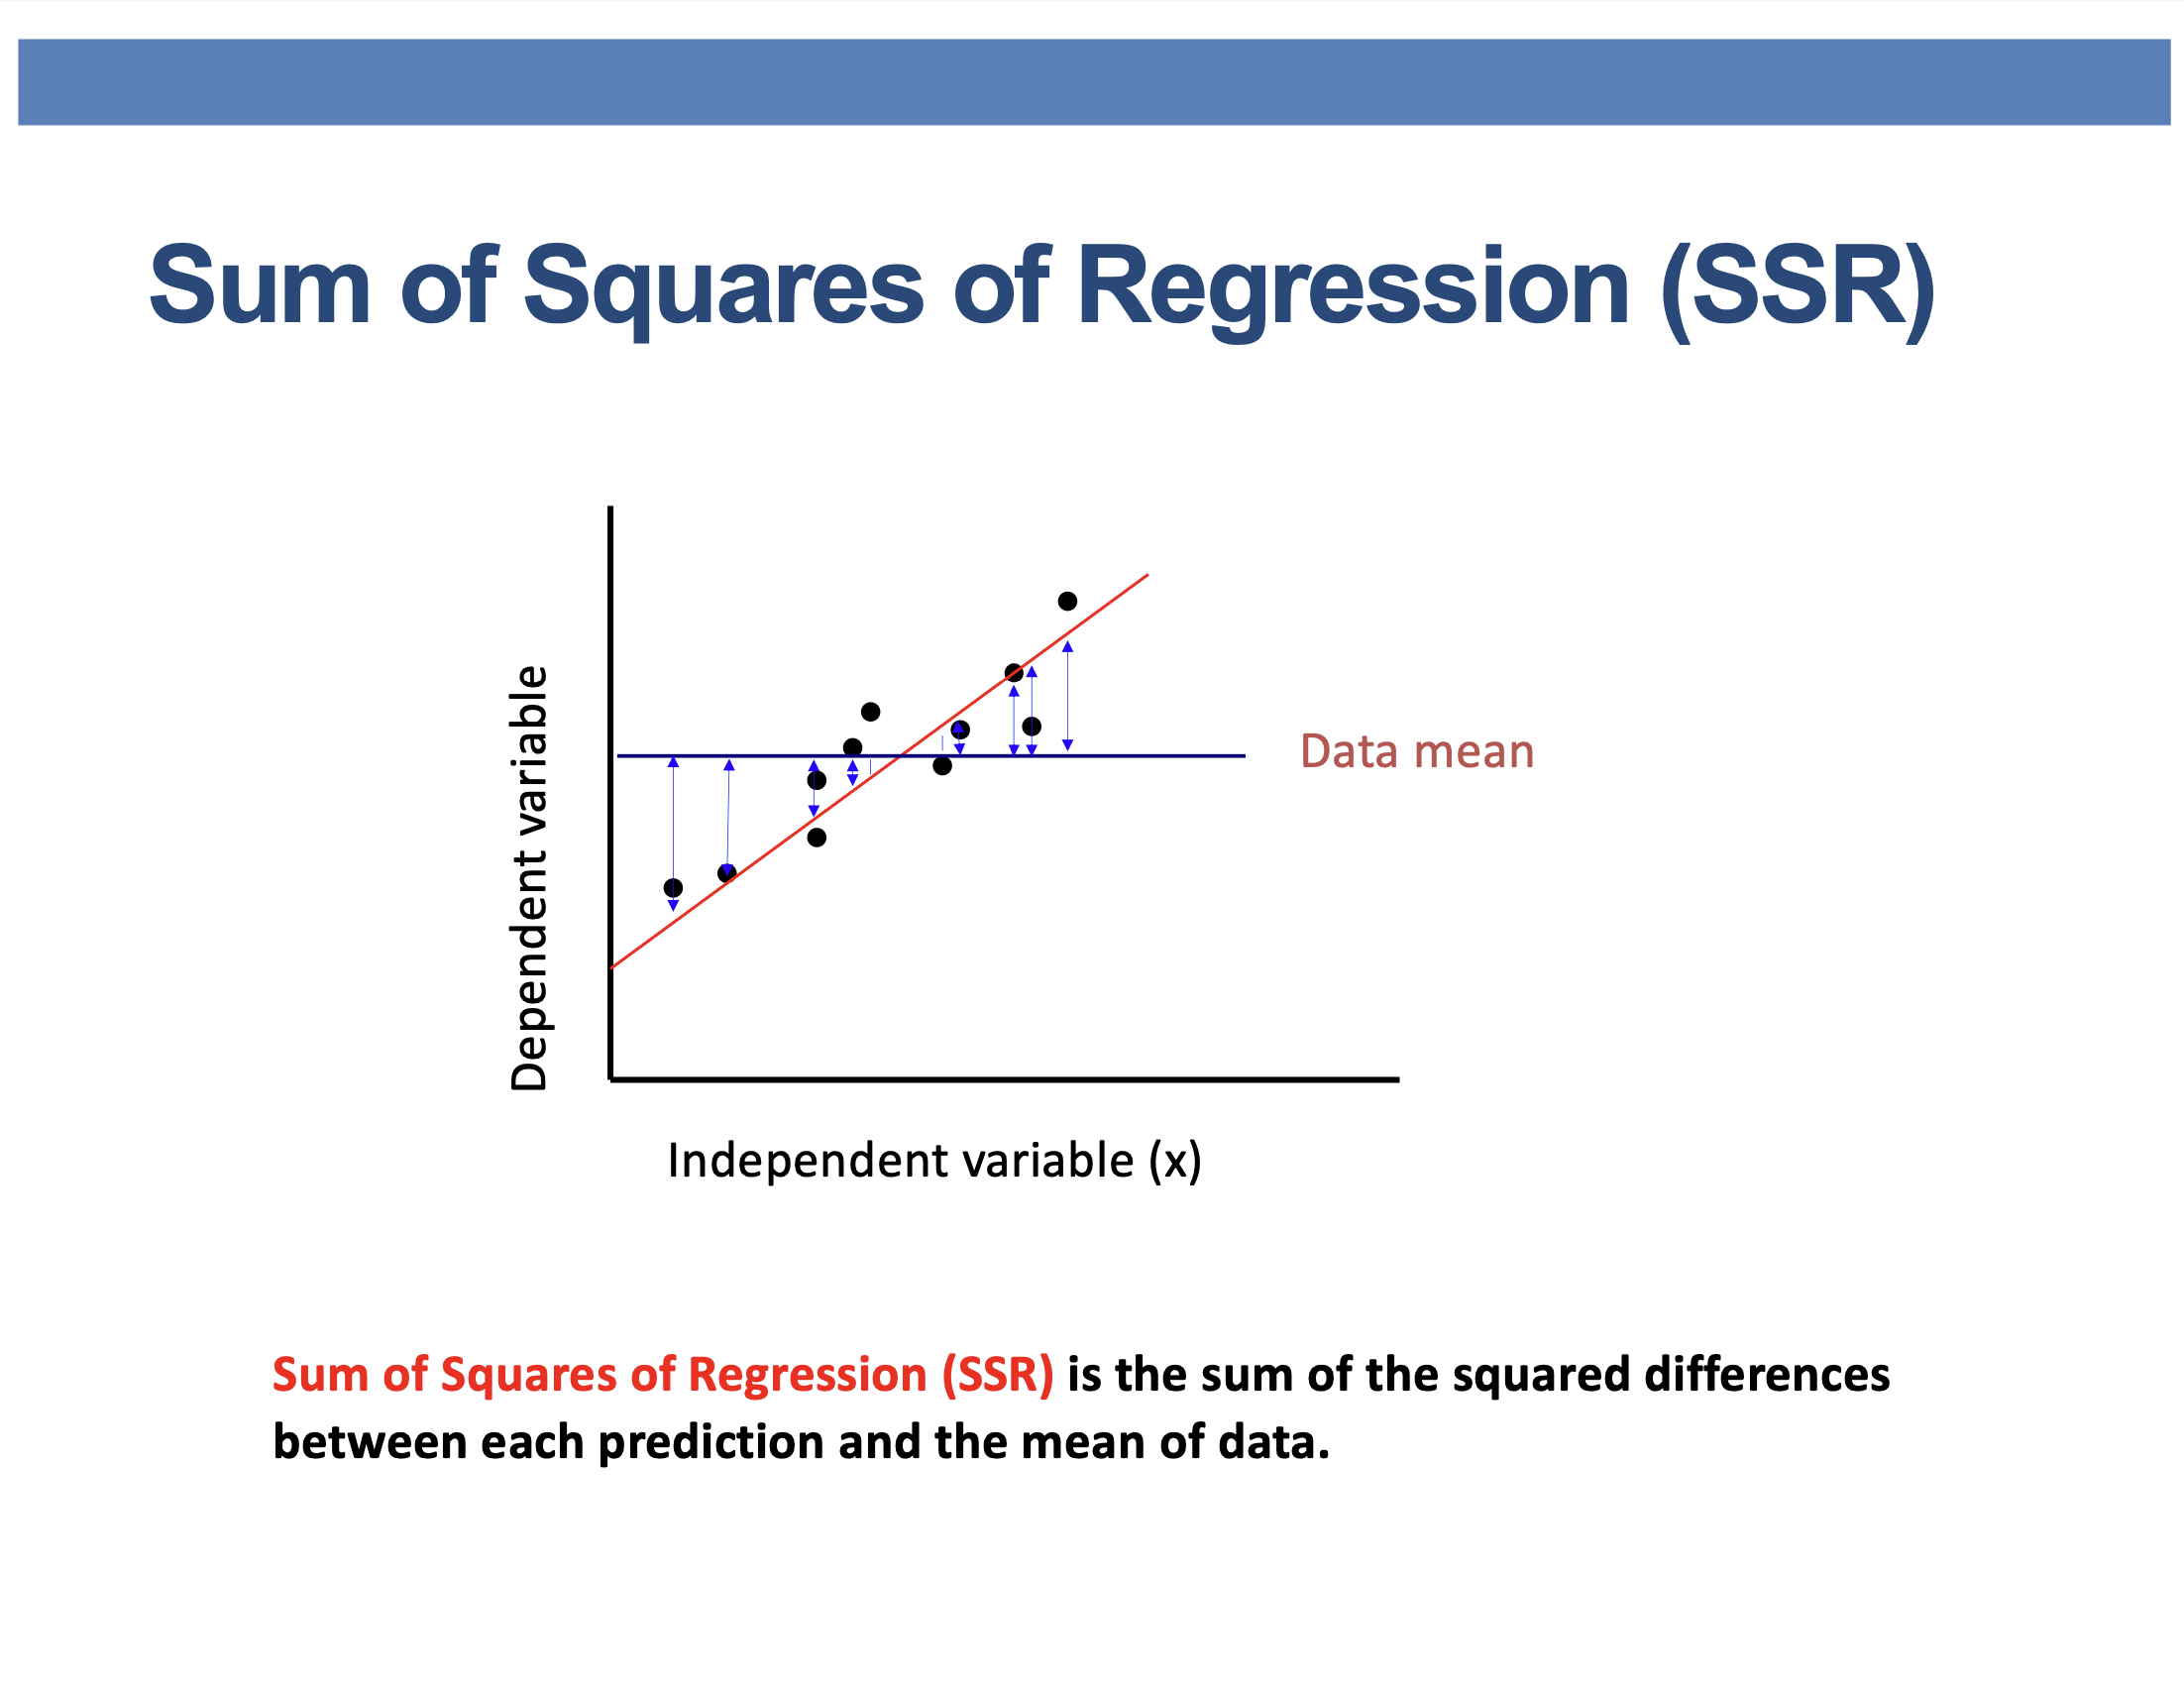 Sum of Squares of Regression (SSR)
Dependent variable
Data mean
Independent variable (x)
Sum of Squares of Regression (SSR) is the sum of the squared differences
between each prediction and the mean of data.